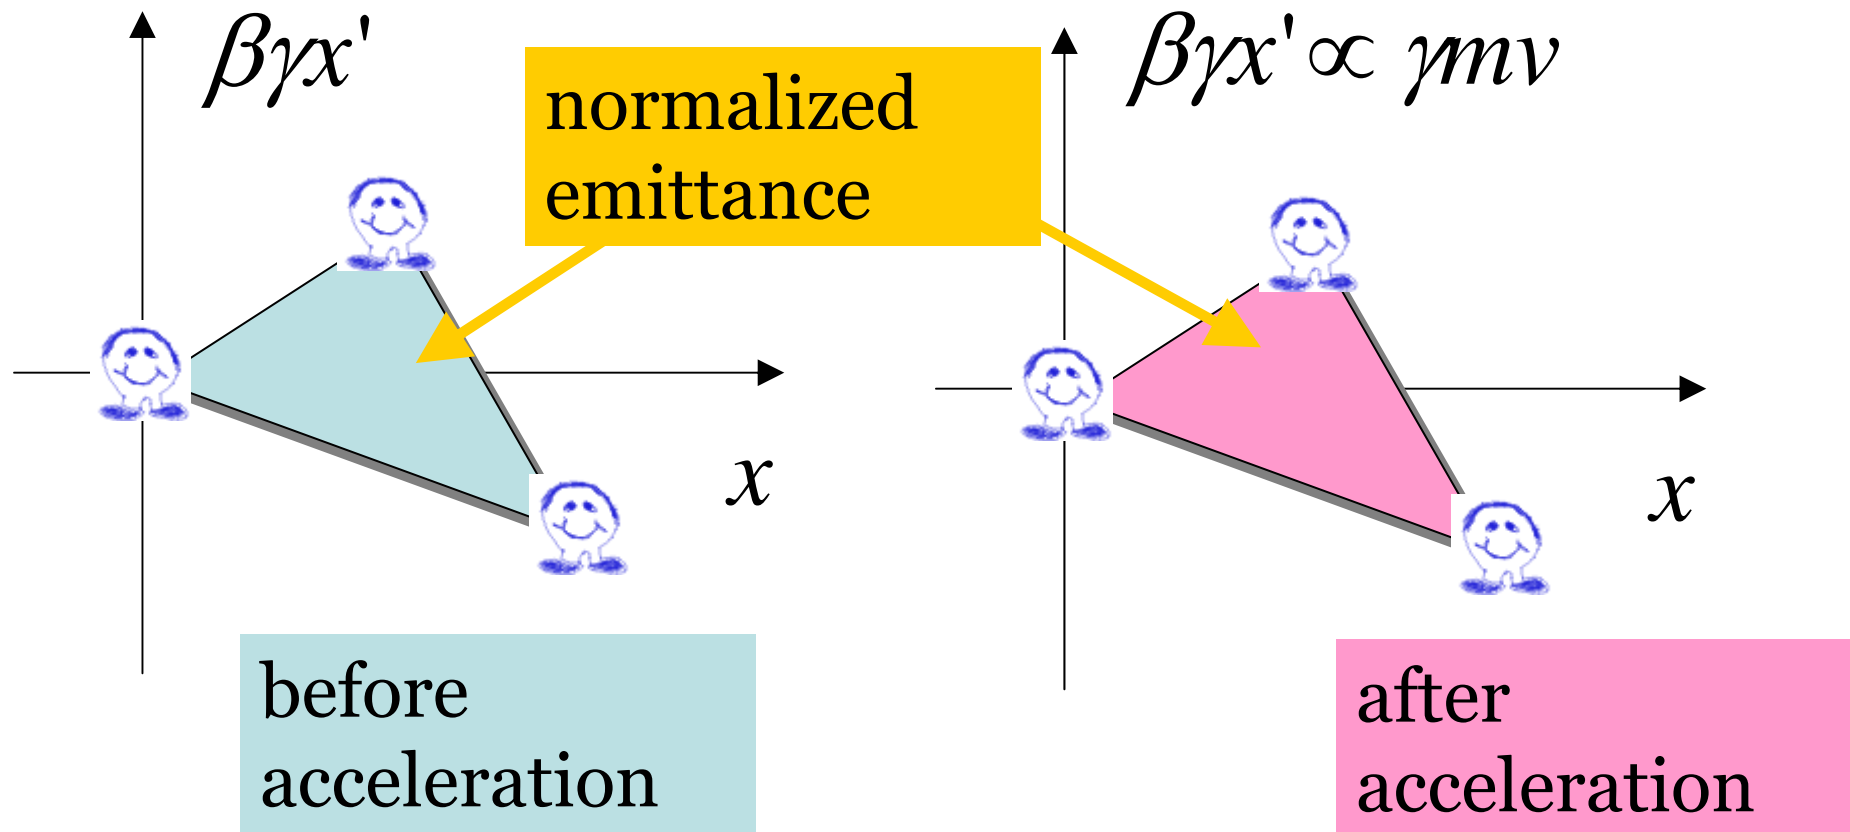 βγx'
normalized
emittance
x
before
acceleration
βγx' ∝ γmv
x
after
acceleration